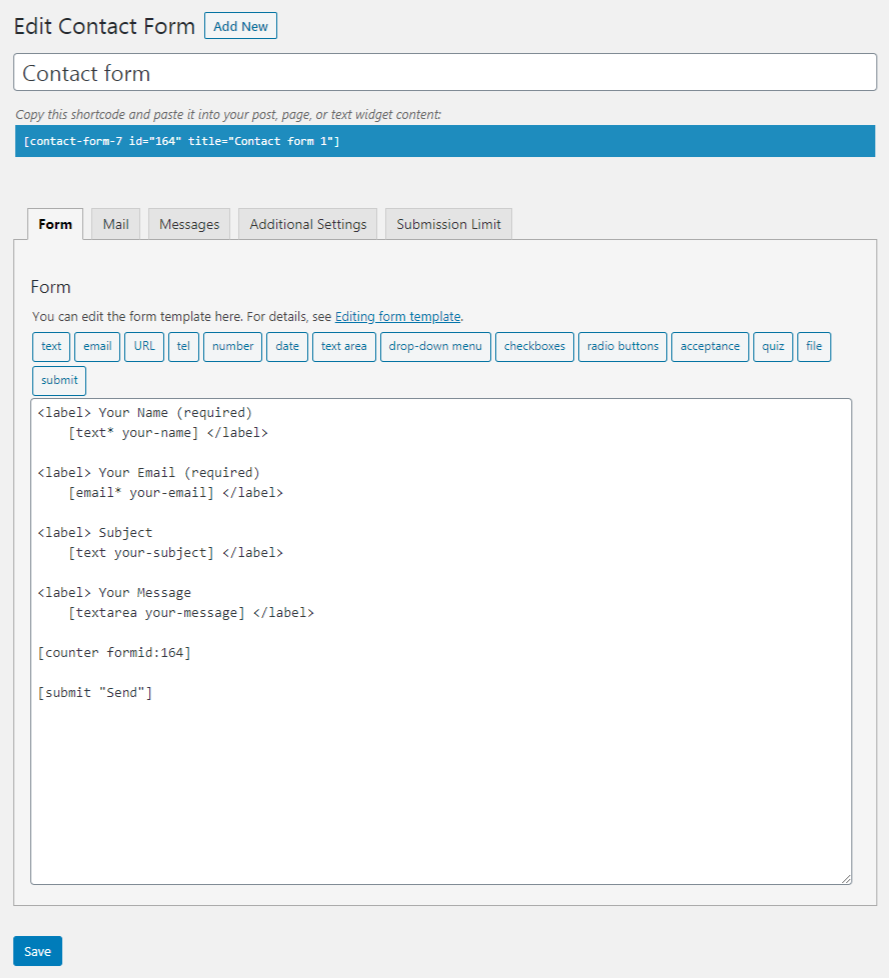 Edit Contact Form Add New
Contact form
Copy this shortcode and paste it into your post, page, or text widget content:
[contact-form-7 id="164" title="Contact form 1"]
Form Mail Messages Additional Settings Submission Limit
Form
You can edit the form template here. For details, see Editing form template.
text email URL tel number date text area drop-down menu checkboxes radio buttons acceptance quiz file
submit
<label> Your Name (required)
    [text* your-name] </label>
<label> Your Email (required)
    [email* your-email] </label>
<label> Subject
    [text your-subject] </label>
<label> Your Message
    [textarea your-message] </label>
[counter formid:164]
[submit "Send"]
Save